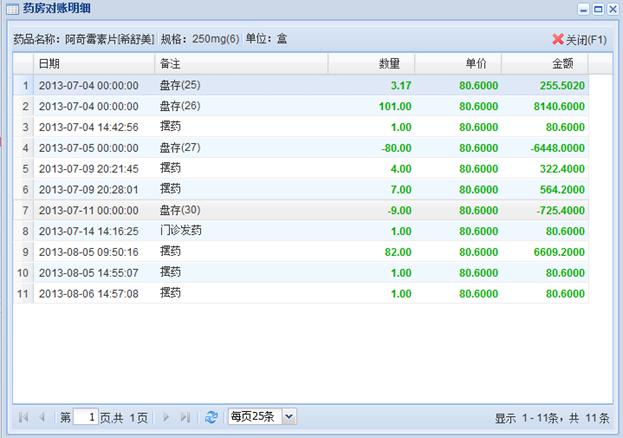 药房对账明细
药品名称：阿奇霉素片[希舒美] 规格：250mg(6) 单位：盒 关闭(F1)
日期 备注 数量 单价 金额
1 2013-07-04 00:00:00 盘存(25) 3.17 80.6000 255.5020
2 2013-07-04 00:00:00 盘存(26) 101.00 80.6000 8140.6000
3 2013-07-04 14:42:56 摆药 1.00 80.6000 80.6000
4 2013-07-05 00:00:00 盘存(27) -80.00 80.6000 -6448.0000
5 2013-07-09 20:21:45 摆药 4.00 80.6000 322.4000
6 2013-07-09 20:28:01 摆药 7.00 80.6000 564.2000
7 2013-07-11 00:00:00 盘存(30) -9.00 80.6000 -725.4000
8 2013-07-14 14:16:25 门诊发药 1.00 80.6000 80.6000
9 2013-08-05 09:50:16 摆药 82.00 80.6000 6609.2000
10 2013-08-05 14:55:07 摆药 1.00 80.6000 80.6000
11 2013-08-06 14:57:08 摆药 1.00 80.6000 80.6000
第 1 页,共 1页 每页25条 显示 1 - 11条，共 11 条